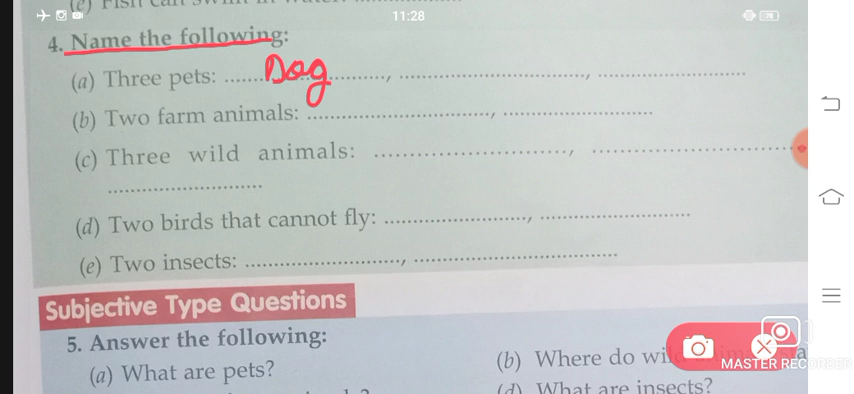 11:28
4. Name the following:
(a) Three pets: ......Dog............, ......................................, ..............................
(b) Two farm animals: ......................................, ..............................
(c) Three wild animals: ............................, ..............................
..............................
(d) Two birds that cannot fly: ............................, ..............................
(e) Two insects: .............................., ........................................
Subjective Type Questions
5. Answer the following:
(a) What are pets?
(b) Where do
(d) What are insects?
MASTER RECORDER